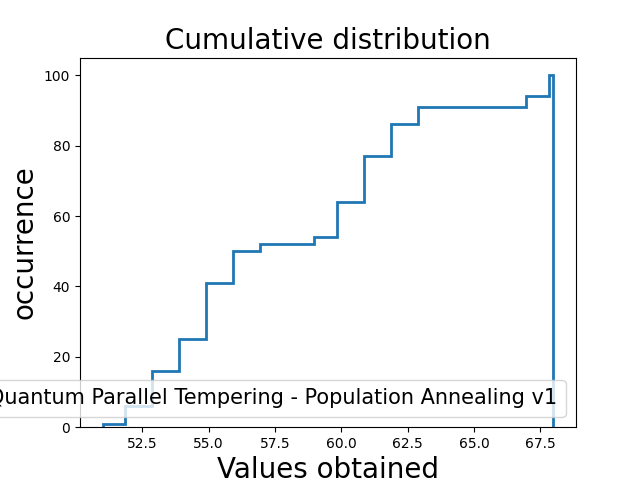 Cumulative distribution
occurrence
100
80
60
40
20
0
Quantum Parallel Tempering - Population Annealing v1
52.5 55.0 57.5 60.0 62.5 65.0 67.5
Values obtained